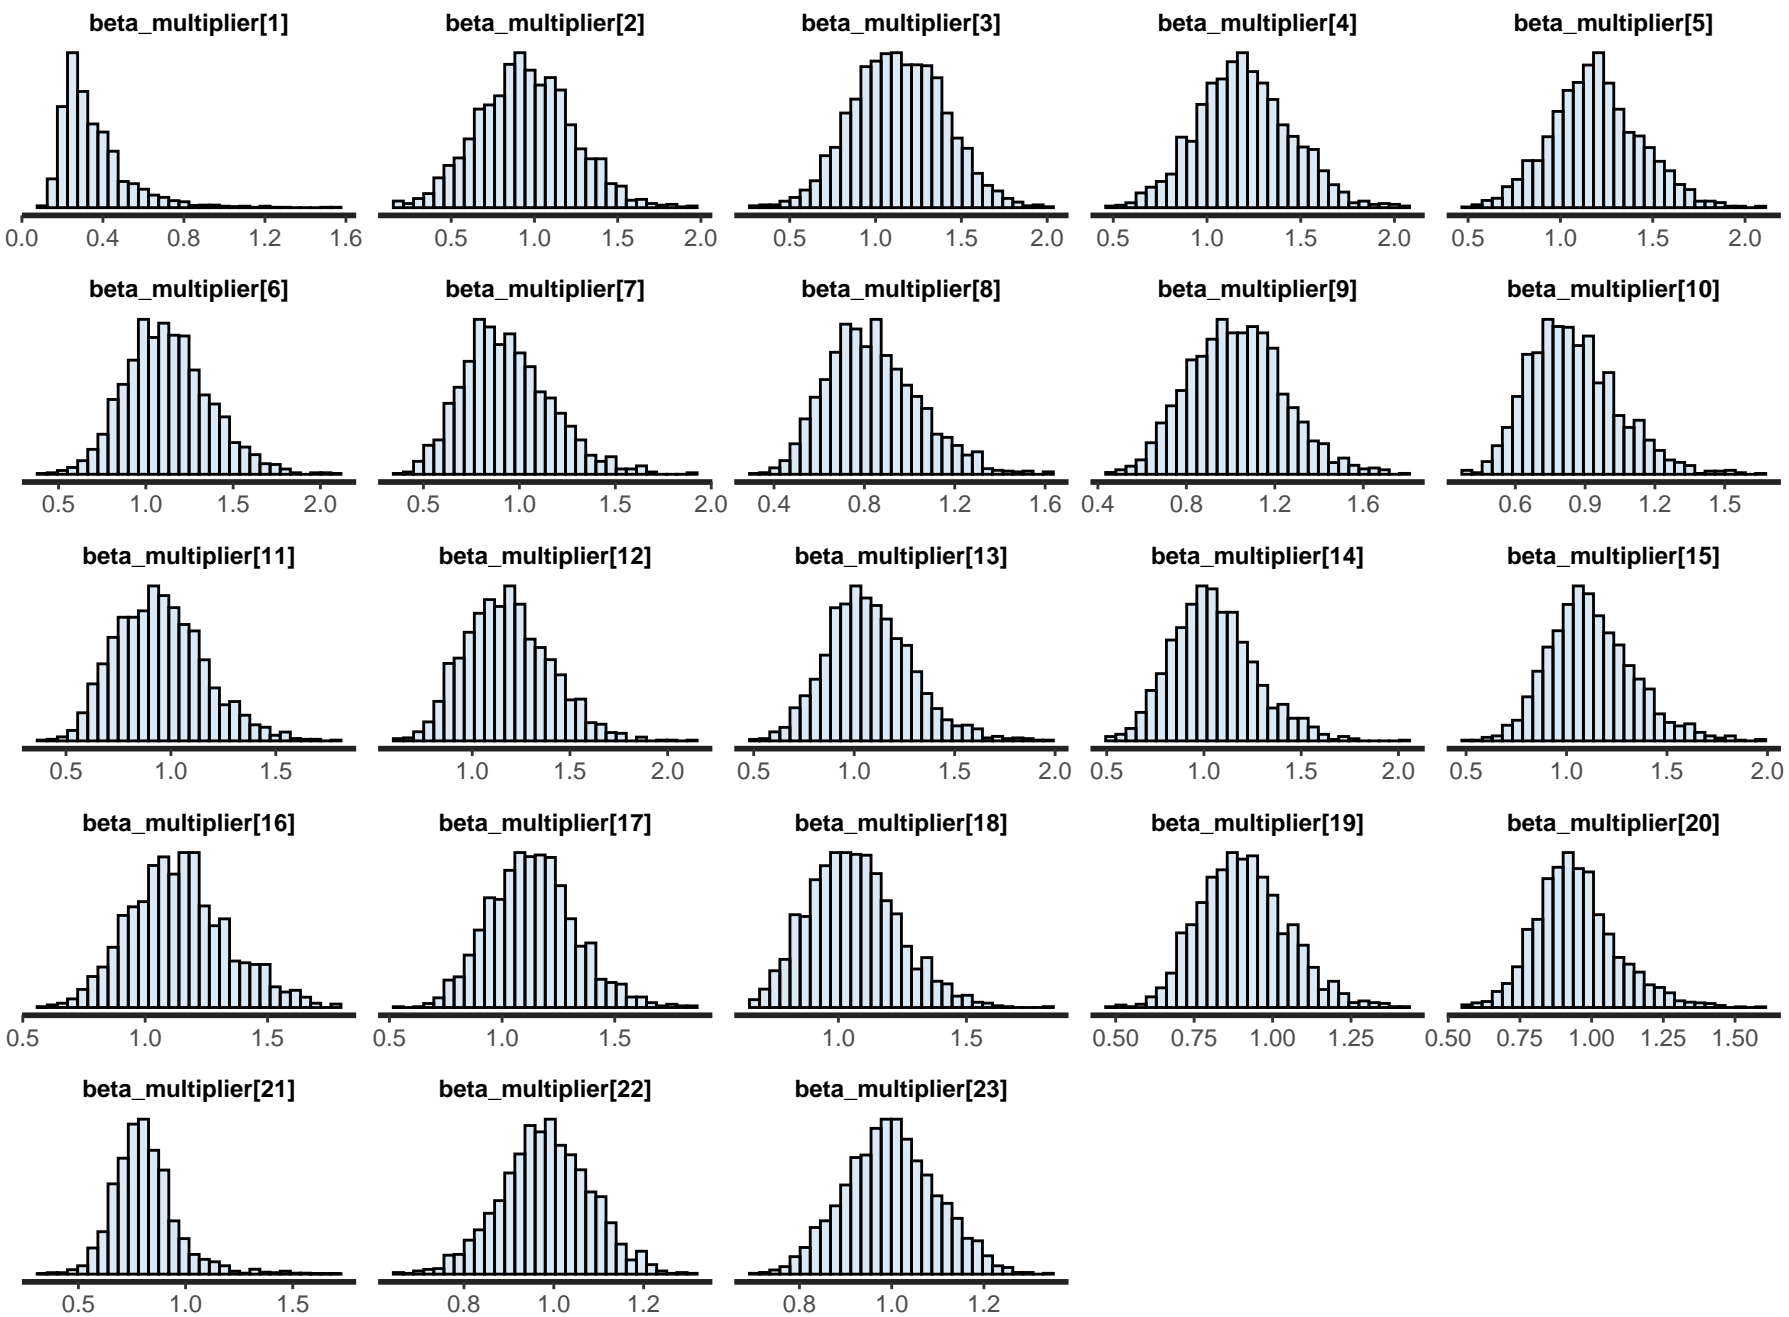 beta_multiplier[1] beta_multiplier[2] beta_multiplier[3] beta_multiplier[4] beta_multiplier[5]
0.0 0.4 0.8 1.2 1.6 0.5 1.0 1.5 2.0 0.5 1.0 1.5 2.0 0.5 1.0 1.5 2.0 0.5 1.0 1.5 2.0
beta_multiplier[6] beta_multiplier[7] beta_multiplier[8] beta_multiplier[9] beta_multiplier[10]
0.5 1.0 1.5 2.0 0.5 1.0 1.5 2.0 0.4 0.8 1.2 1.6 0.4 0.8 1.2 1.6 0.6 0.9 1.2 1.5
beta_multiplier[11] beta_multiplier[12] beta_multiplier[13] beta_multiplier[14] beta_multiplier[15]
0.5 1.0 1.5 1.0 1.5 2.0 0.5 1.0 1.5 2.0 0.5 1.0 1.5 2.0 0.5 1.0 1.5 2.0
beta_multiplier[16] beta_multiplier[17] beta_multiplier[18] beta_multiplier[19] beta_multiplier[20]
0.5 1.0 1.5 0.5 1.0 1.5 1.0 1.5 0.50 0.75 1.00 1.25 0.50 0.75 1.00 1.25 1.50
beta_multiplier[21] beta_multiplier[22] beta_multiplier[23]
0.5 1.0 1.5 0.8 1.0 1.2 0.8 1.0 1.2